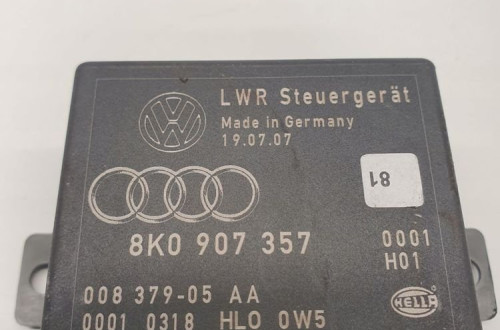 LWR Steuergerät
Made in Germany
19.07.07
81
8K0 907 357 0001
H01
008 379-05 AA
0001 0318 HLO 0W5
HELLA